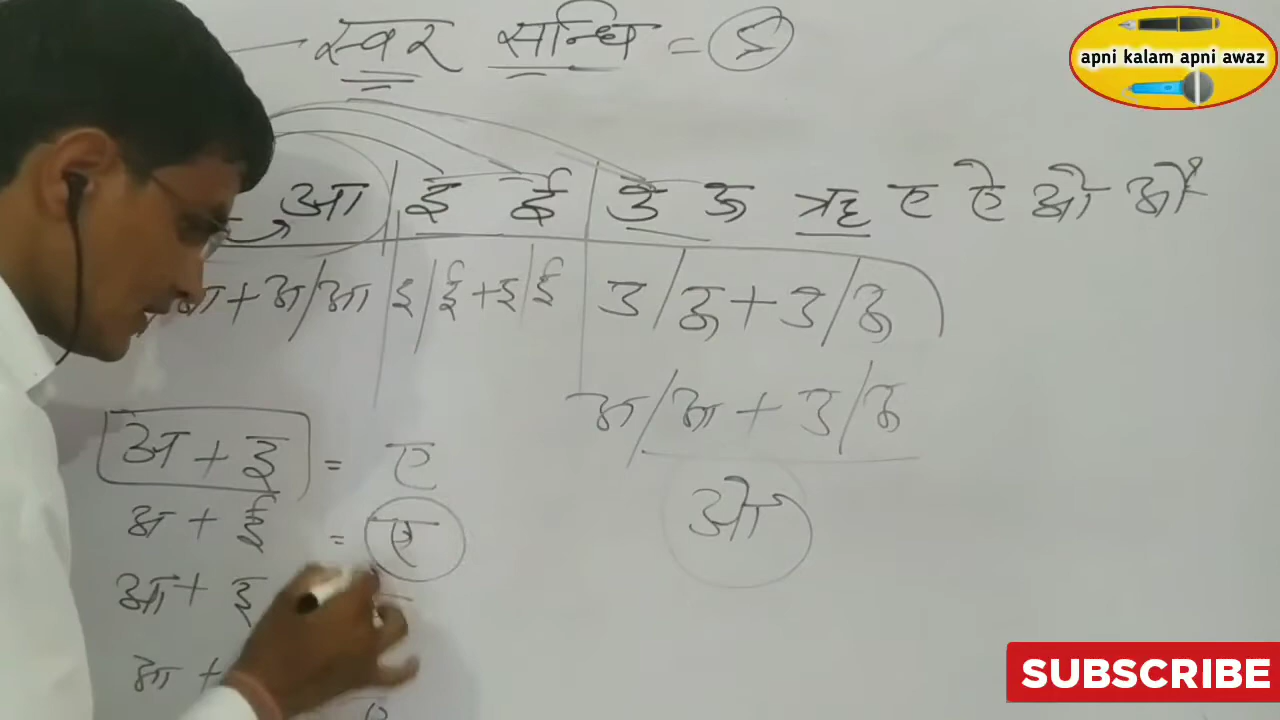 स्वर सन्धि = 5
apni kalam apni awaz
आ इ ई उ ऊ ऋ ए ऐ ओ औ
आ + अ/आ इ/ई + इ/ई उ/ऊ + उ/ऊ
अ/आ + उ/ऊ
अ + इ = ए
अ + ई = ए
ओ
आ + इ
आ +
SUBSCRIBE